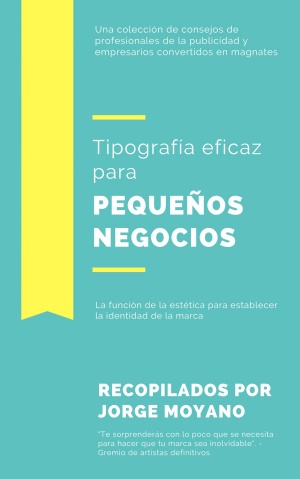 Una colección de consejos de
profesionales de la publicidad y
empresarios convertidos en magnates
Tipografía eficaz
para
PEQUEÑOS
NEGOCIOS
La función de la estética para establecer
la identidad de la marca
RECOPILADOS POR
JORGE MOYANO
"Te sorprenderás con lo poco que se necesita
para hacer que tu marca sea inolvidable". -
Gremio de artistas definitivos